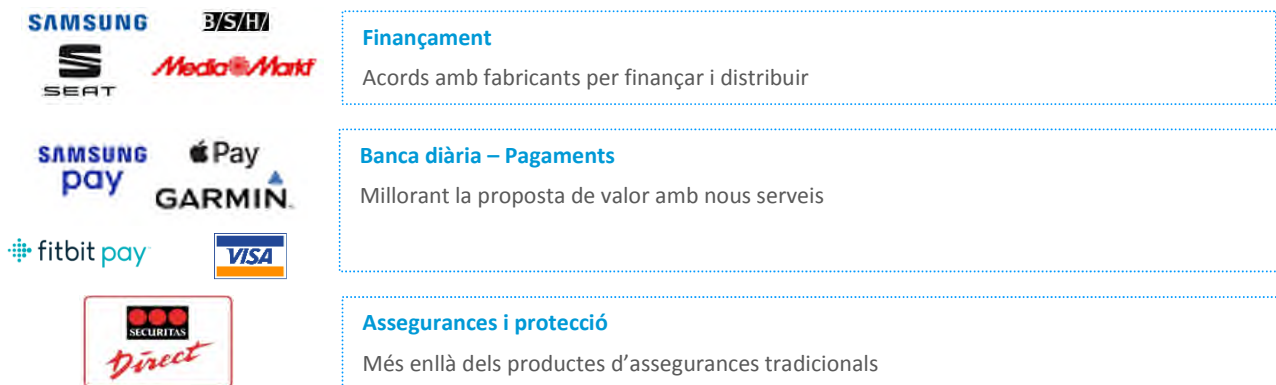 SAMSUNG B/S/H/
SEAT MediaMarkt
Finançament
Acords amb fabricants per finançar i distribuir
SAMSUNG pay Pay
GARMIN
fitbit pay VISA
Banca diària – Pagaments
Millorant la proposta de valor amb nous serveis
SECURITAS
Direct
Assegurances i protecció
Més enllà dels productes d’assegurances tradicionals